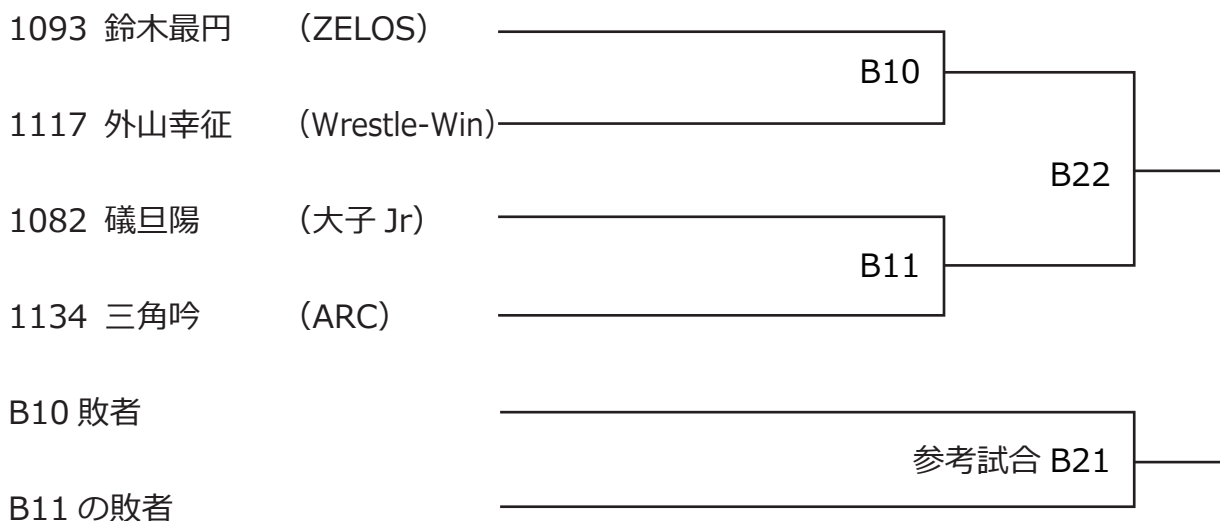 1093 鈴木最円 （ZELOS）
B10
1117 外山幸征 （Wrestle-Win）
B22
1082 礒旦陽 （大子 Jr）
B11
1134 三角吟 （ARC）
B10 敗者
参考試合 B21
B11 の敗者